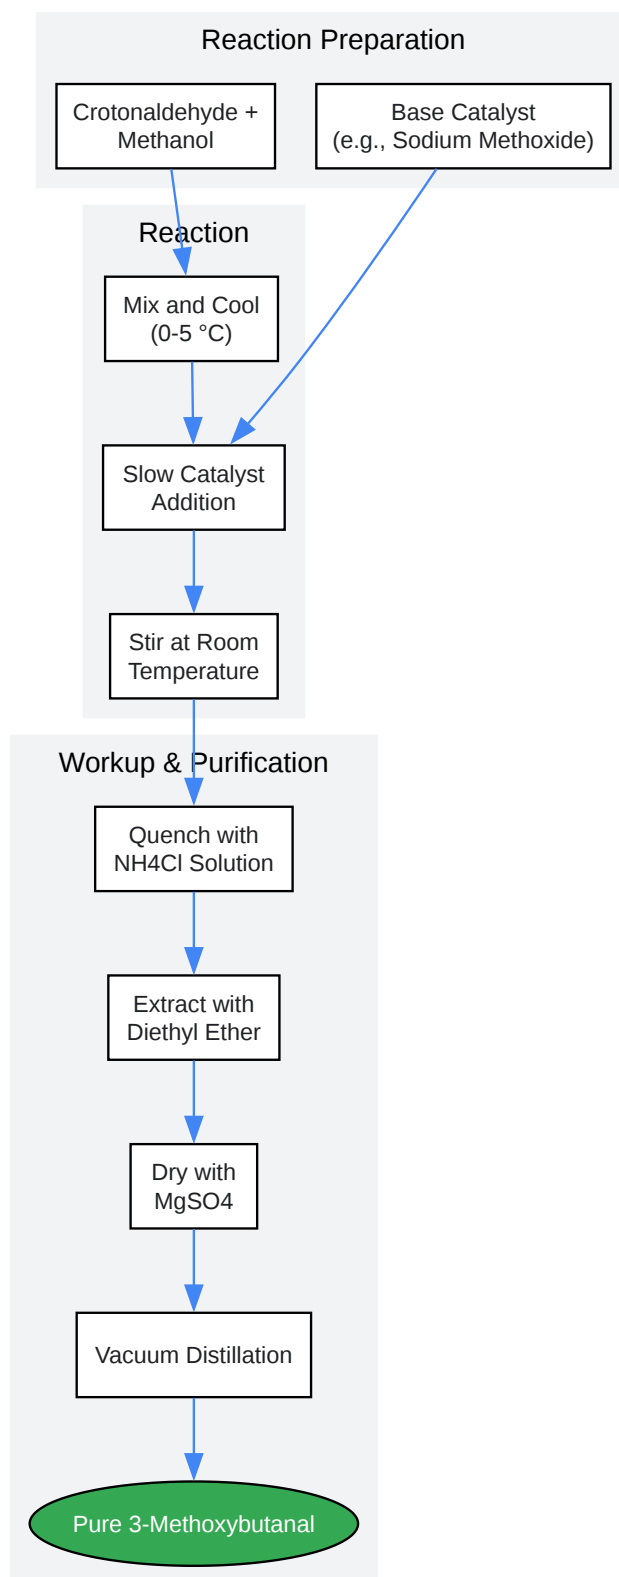 Reaction Preparation
Crotonaldehyde +
Methanol
Base Catalyst
(e.g., Sodium Methoxide)
Reaction
Mix and Cool
(0-5 °C)
Slow Catalyst
Addition
Stir at Room
Temperature
Workup & Purification
Quench with
NH4Cl Solution
Extract with
Diethyl Ether
Dry with
MgSO4
Vacuum Distillation
Pure 3-Methoxybutanal